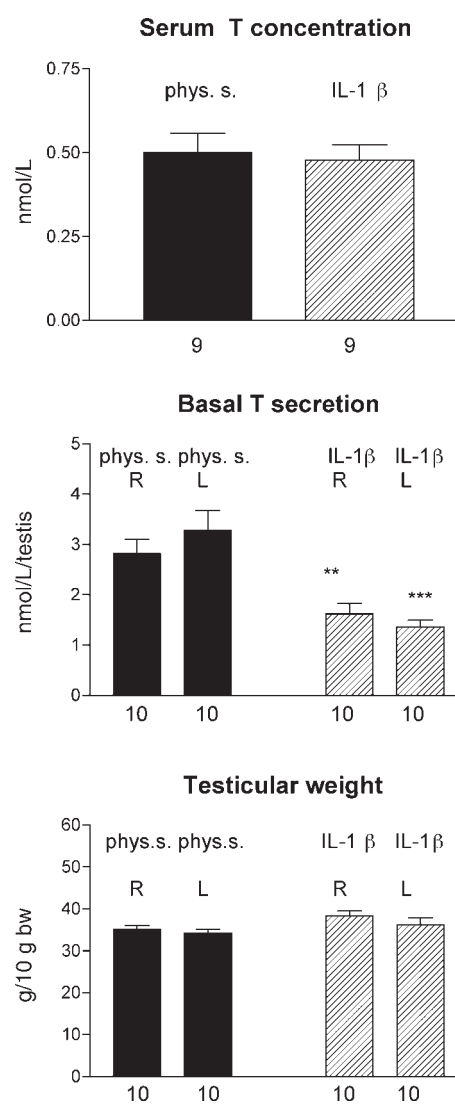 Serum T concentration
0.75
phys. s. IL-1 β
0.50
nmol/L
0.25
0.00
9 9
Basal T secretion
5
phys. s. phys. s. IL-1β IL-1β
R L R L
4
3
nmol/L/testis
** ***
2
1
0
10 10 10 10
Testicular weight
60
phys.s. phys.s. IL-1 β IL-1β
50
R L R L
40
g/10 g bw
30
20
10
0
10 10 10 10